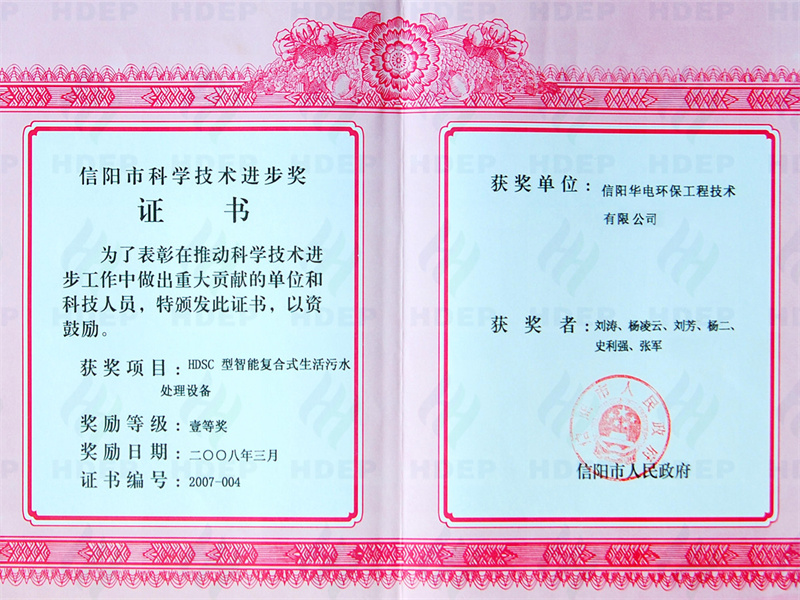 信阳市科学技术进步奖
证 书
为了表彰在推动科学技术进
步工作中做出重大贡献的单位和
科技人员，特颁发此证书，以资
鼓励。
获奖项目：HDSC 型智能复合式生活污水
处理设备
奖励等级：壹等奖
奖励日期：二〇〇八年三月
证书编号：2007-004
获奖单位：信阳华电环保工程技术
有限公司
获 奖 者：刘涛、杨凌云、刘芳、杨二、
史利强、张军
信阳市人民政府
HDEP